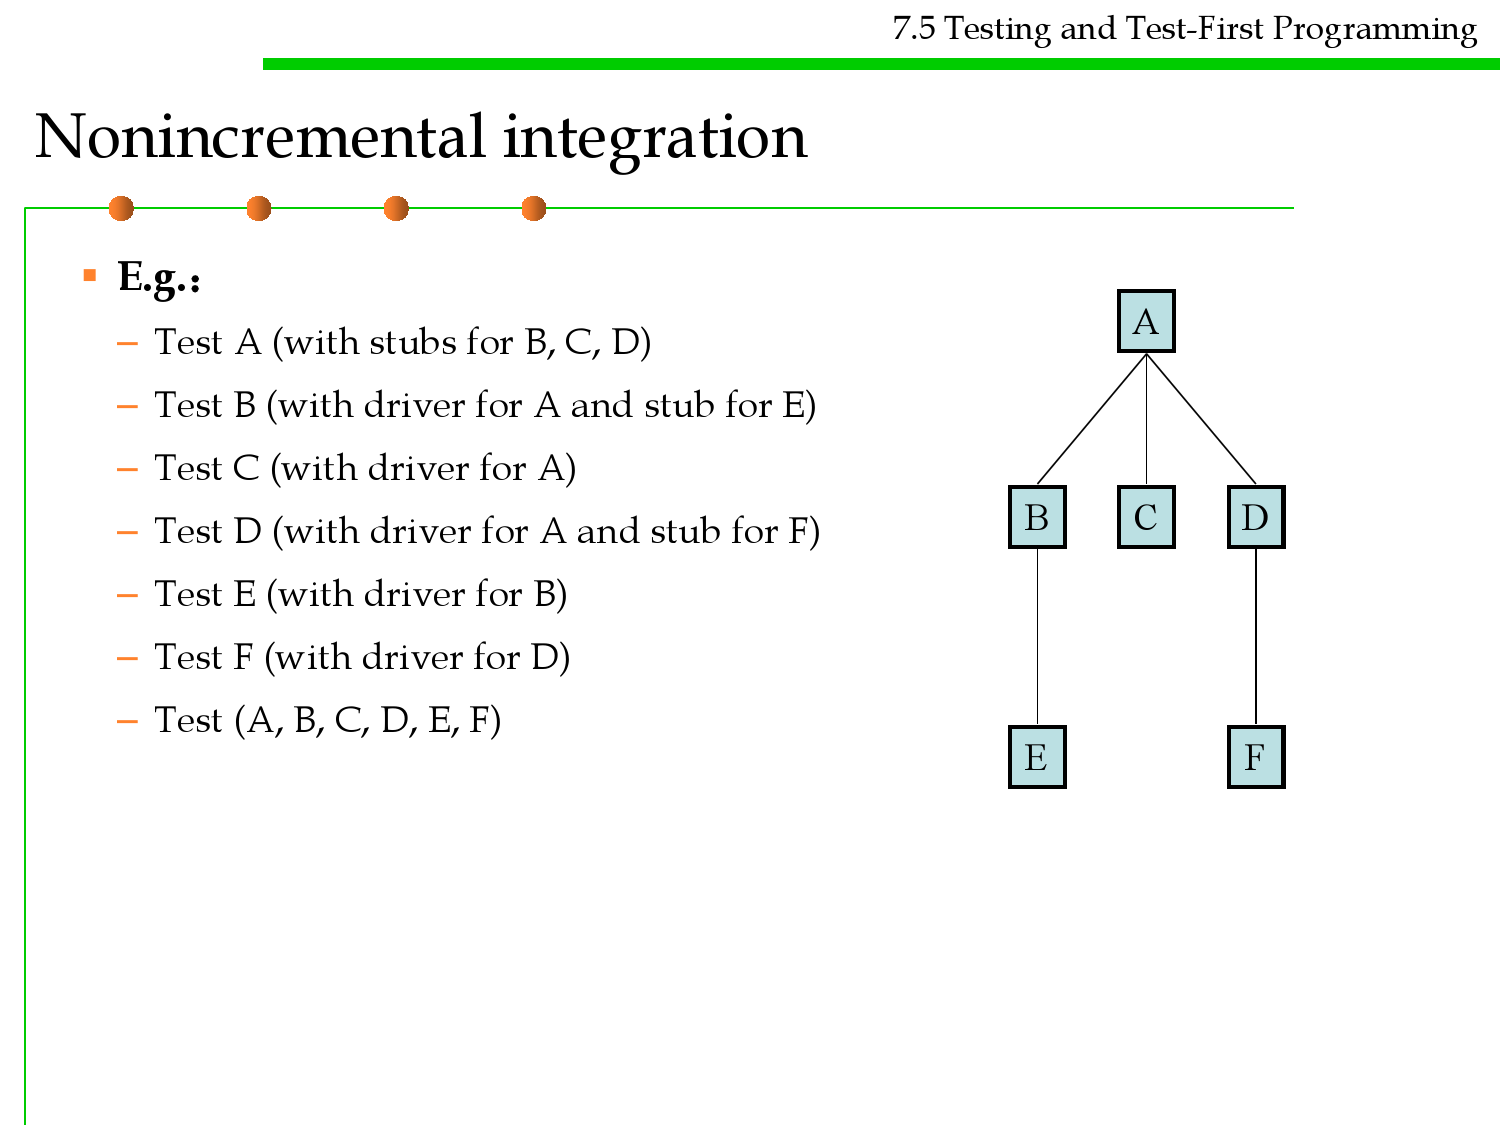 7.5 Testing and Test-First Programming
Nonincremental integration
▪ E.g.：
– Test A (with stubs for B, C, D)
– Test B (with driver for A and stub for E)
– Test C (with driver for A)
– Test D (with driver for A and stub for F)
– Test E (with driver for B)
– Test F (with driver for D)
– Test (A, B, C, D, E, F)
A
B C D
E F